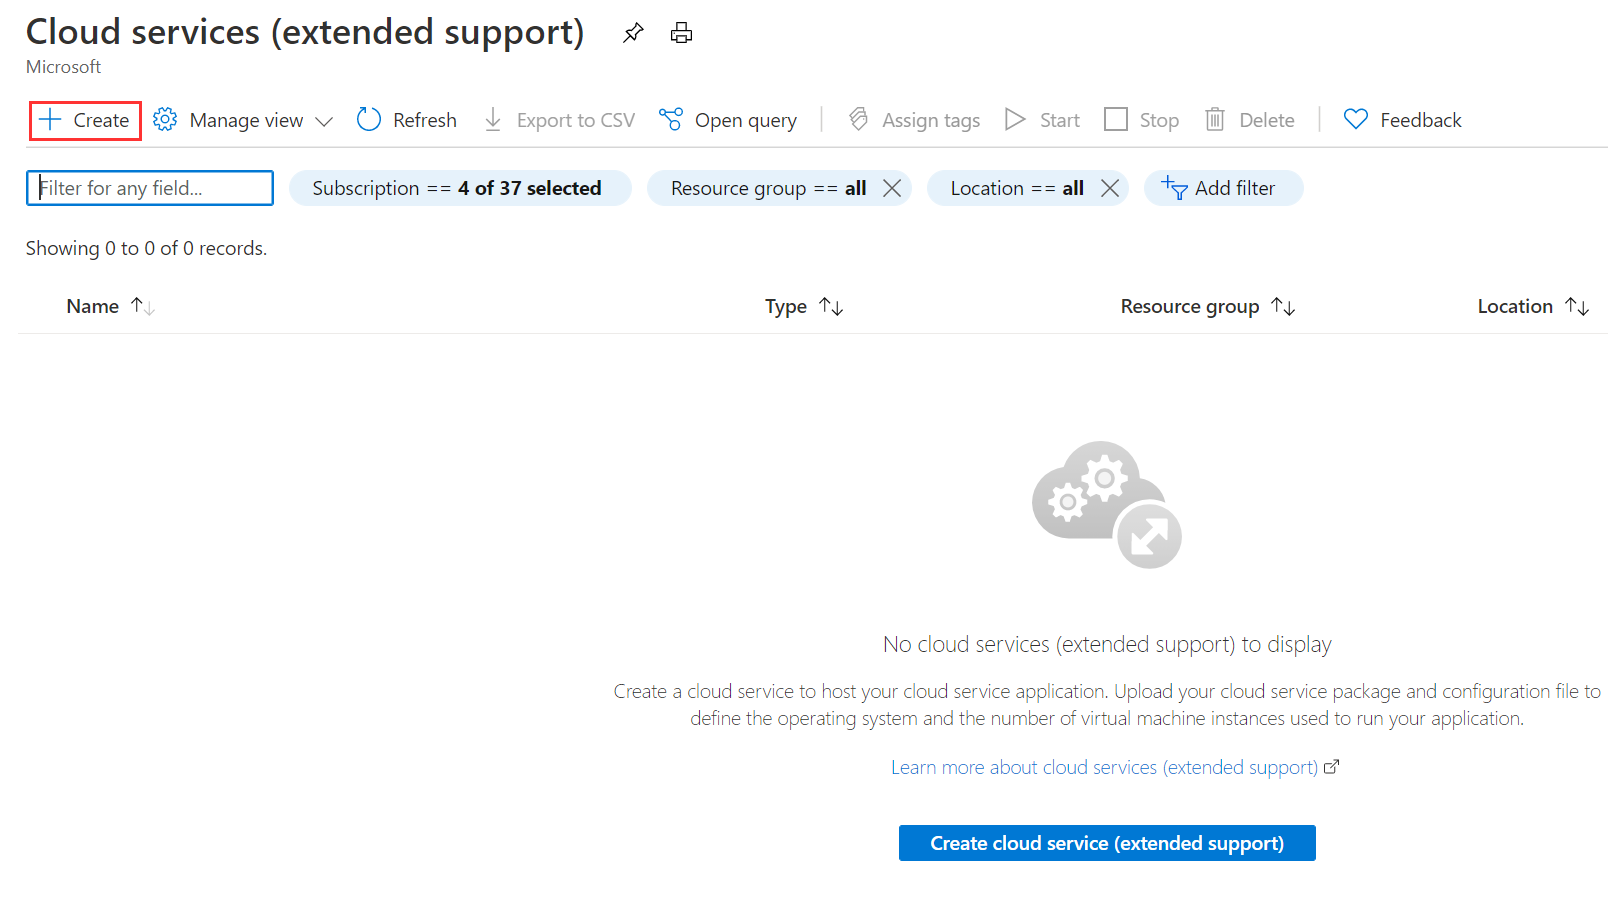 Cloud services (extended support)
Microsoft
Create Manage view Refresh Export to CSV Open query Assign tags Start Stop Delete Feedback
Filter for any field... Subscription == 4 of 37 selected Resource group == all Location == all Add filter
Showing 0 to 0 of 0 records.
Name Type Resource group Location
No cloud services (extended support) to display
Create a cloud service to host your cloud service application. Upload your cloud service package and configuration file to
define the operating system and the number of virtual machine instances used to run your application.
Learn more about cloud services (extended support)
Create cloud service (extended support)